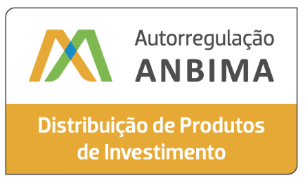 Autorregulação
ANBIMA
Distribuição de Produtos
de Investimento